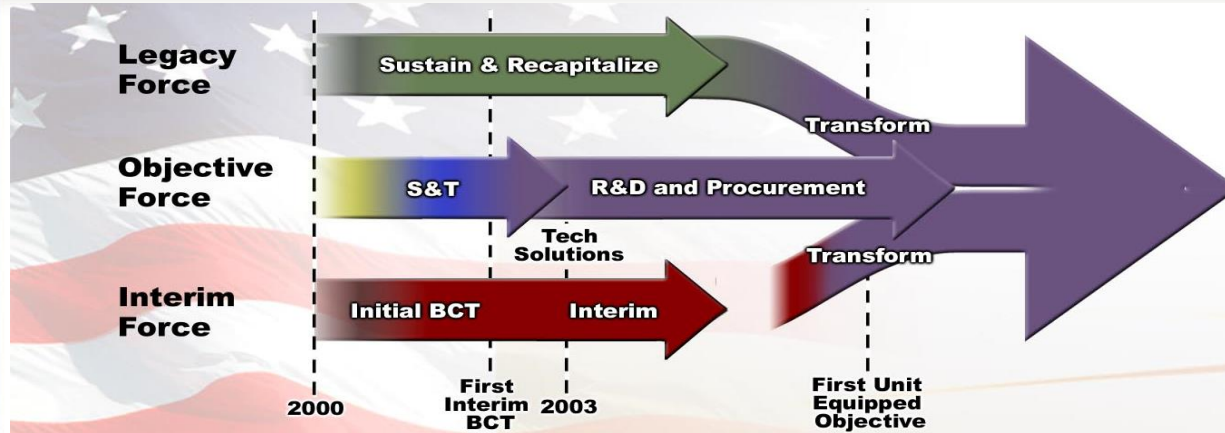 Legacy
Force
Sustain & Recapitalize
Transform
Objective
Force
S&T
R&D and Procurement
Tech
Solutions
Transform
Interim
Force
Initial BCT
Interim
2000
First
Interim
BCT
2003
First Unit
Equipped
Objective